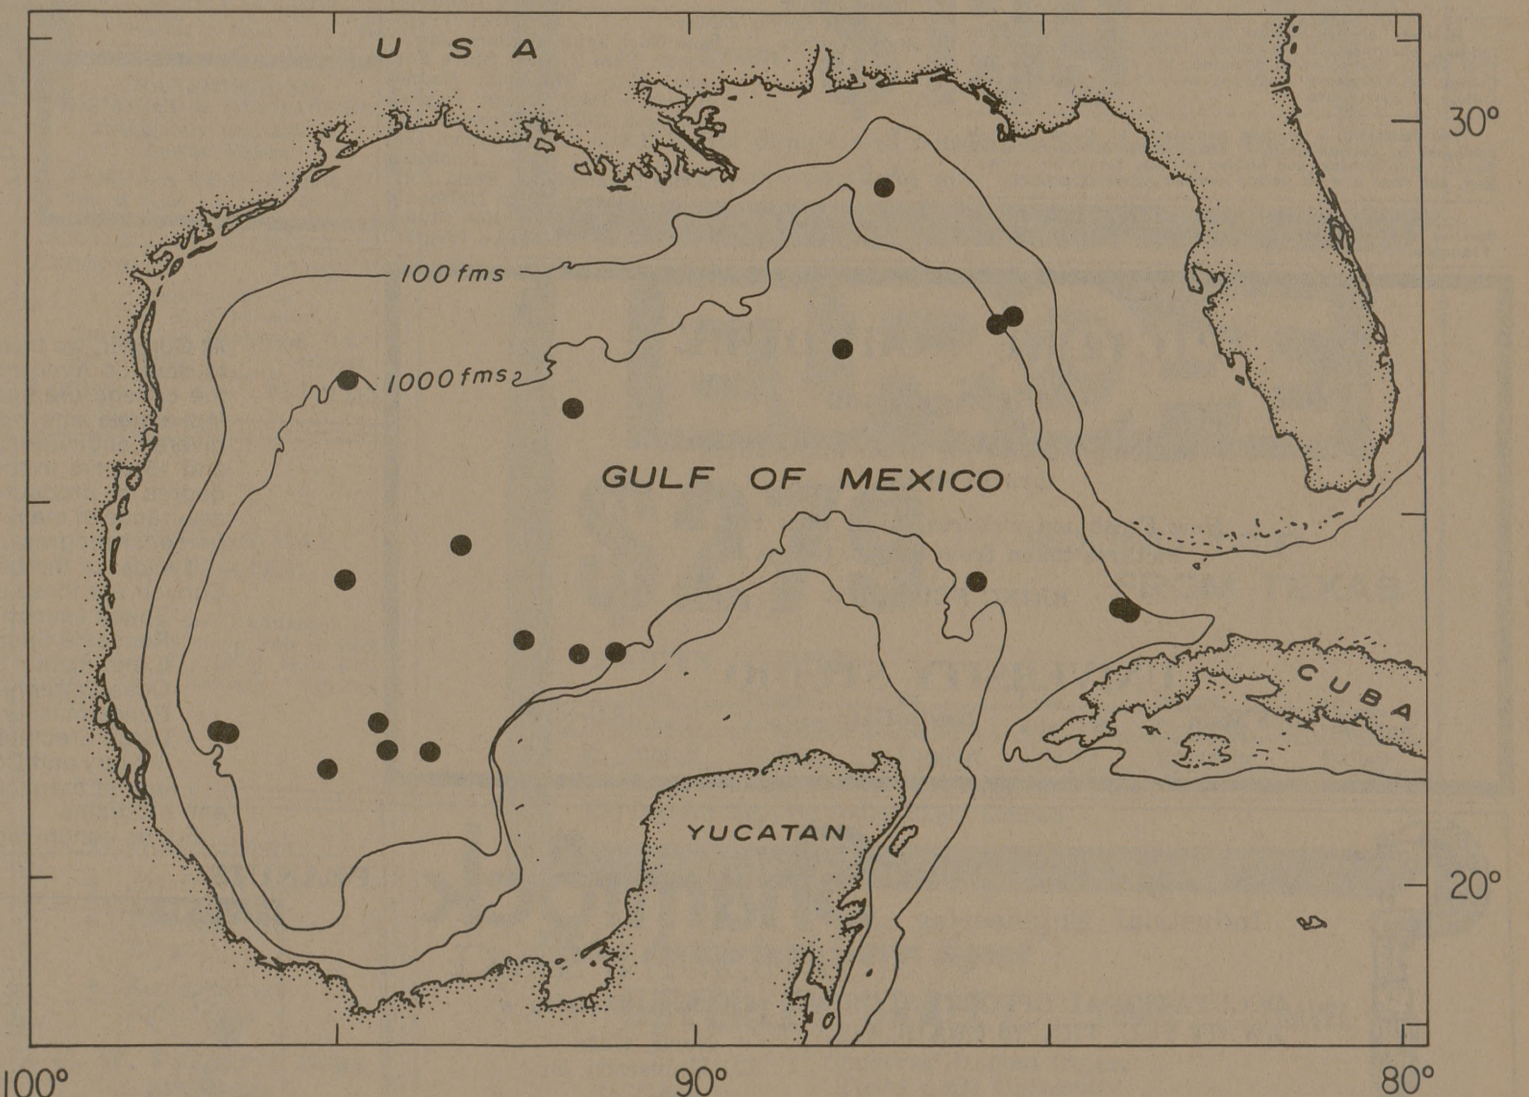 U S A
30°
100 fms
1000 fms
GULF OF MEXICO
CUBA
YUCATAN
20°
100°
90°
80°